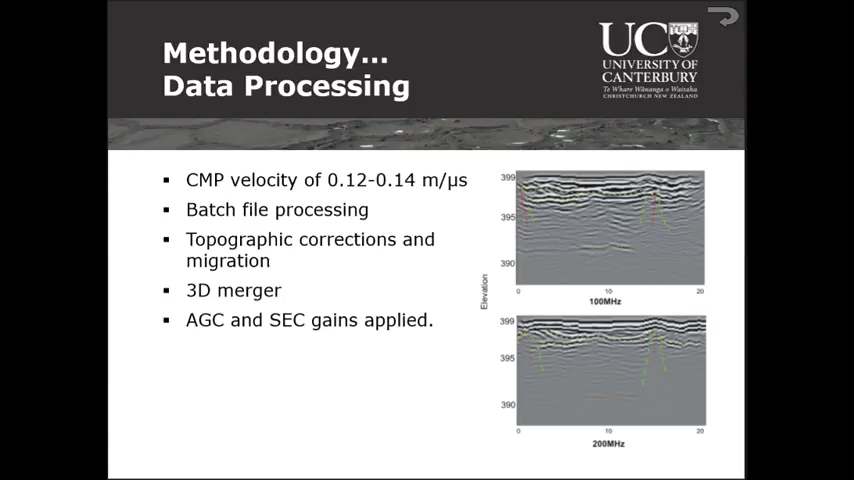 Methodology...
Data Processing
UC
UNIVERSITY OF
CANTERBURY
Te Whare Wānanga o Waitaha
CHRISTCHURCH NEW ZEALAND
▪ CMP velocity of 0.12-0.14 m/µs
▪ Batch file processing
▪ Topographic corrections and
migration
▪ 3D merger
▪ AGC and SEC gains applied.
Elevation
399
395
390
0 10 20
100MHz
399
395
390
0 10 20
200MHz